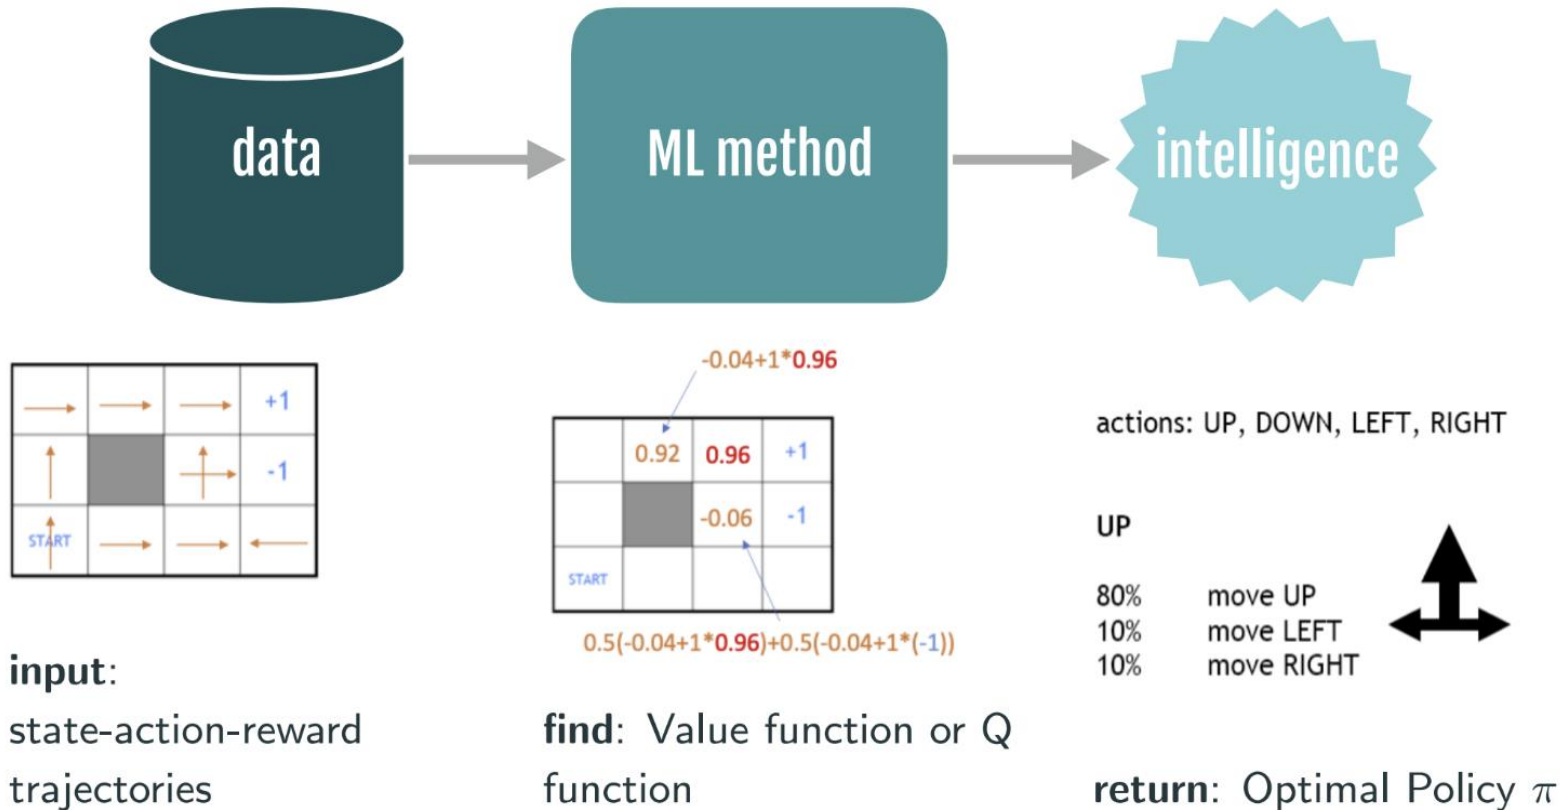 data
ML method
intelligence
+1
-1
START
-0.04+1*0.96
0.92 0.96 +1
-0.06 -1
START
0.5(-0.04+1*0.96)+0.5(-0.04+1*(-1))
actions: UP, DOWN, LEFT, RIGHT
UP
80% move UP
10% move LEFT
10% move RIGHT
input:
state-action-reward
trajectories
find: Value function or Q
function
return: Optimal Policy π